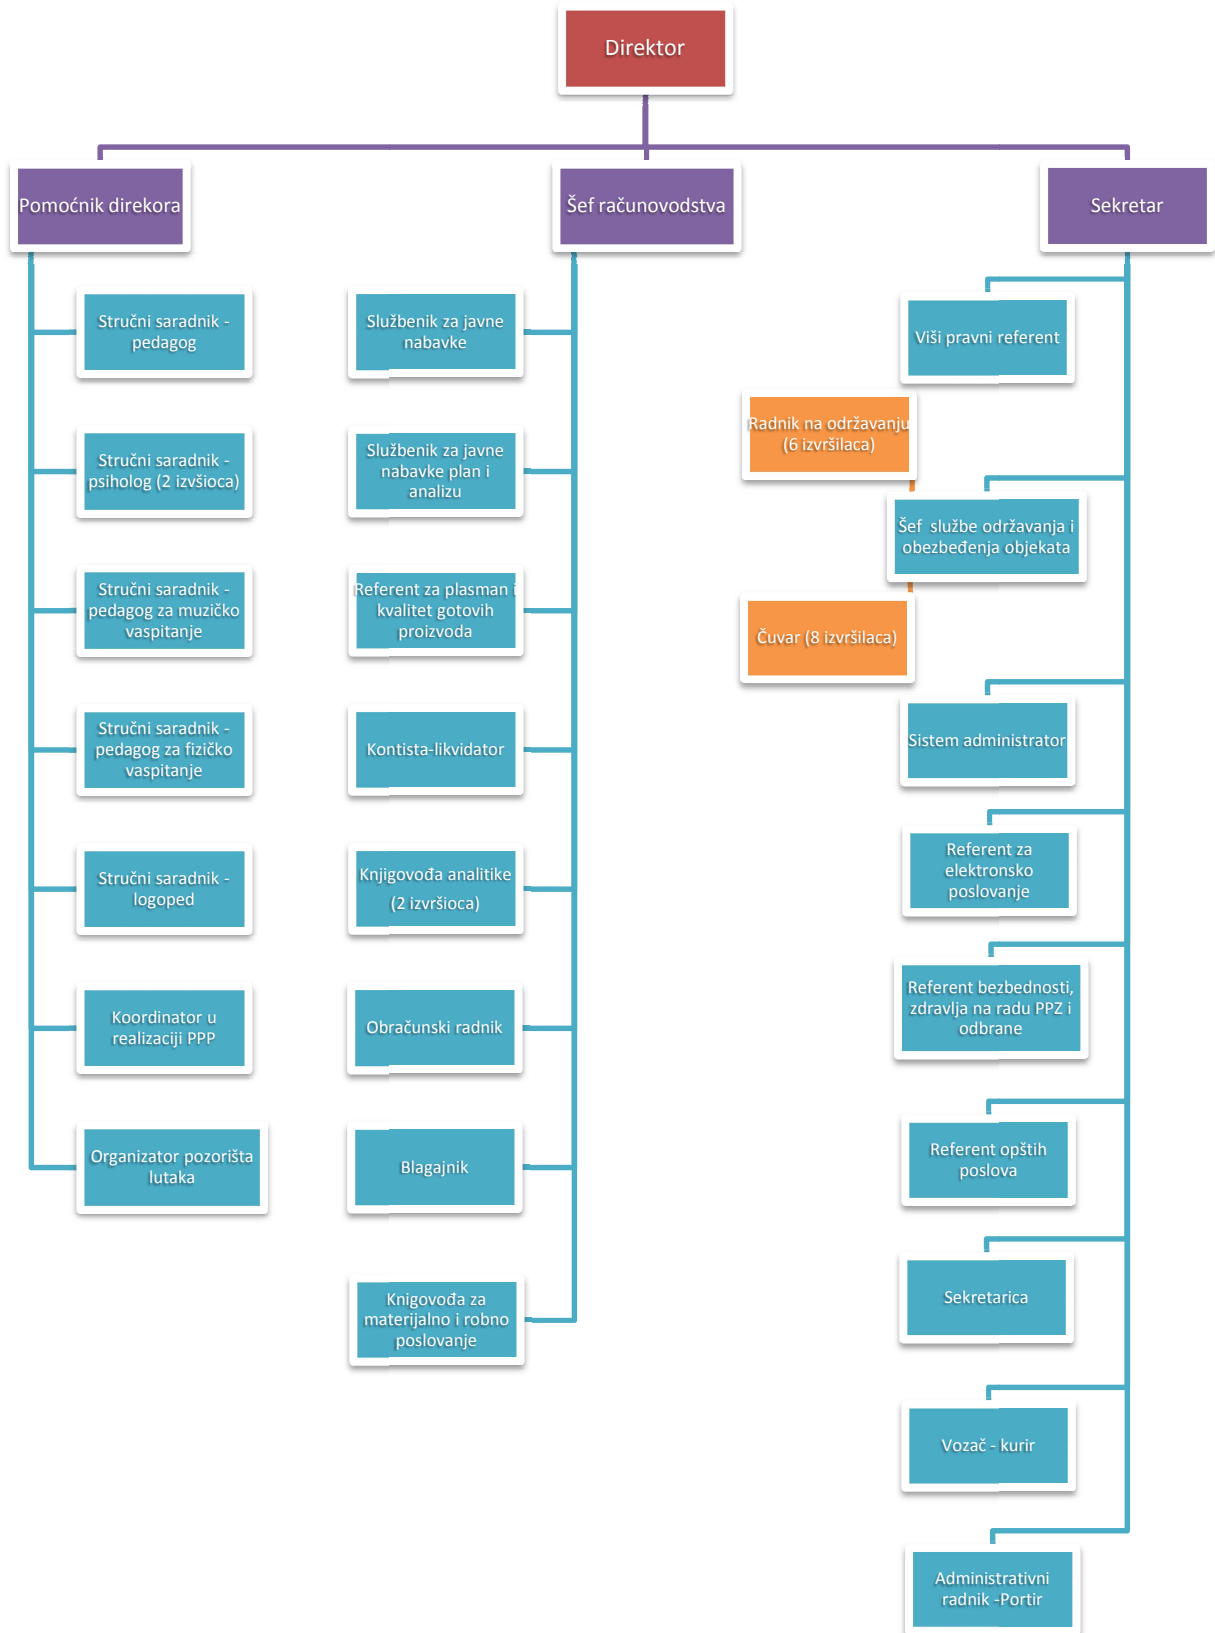 Direktor
Pomoćnik direkora
Šef računovodstva
Sekretar
Stručni saradnik -
pedagog
Stručni saradnik -
psiholog (2 izvšioca)
Stručni saradnik -
pedagog za muzičko
vaspitanje
Stručni saradnik -
pedagog za fizičko
vaspitanje
Stručni saradnik -
logoped
Koordinator u
realizaciji PPP
Organizator pozorišta
lutaka
Službenik za javne
nabavke
Službenik za javne
nabavke plan i
analizu
Referent za plasman i
kvalitet gotovih
proizvoda
Kontista-likvidator
Knjigovođa analitike
(2 izvršioca)
Obračunski radnik
Blagajnik
Knigovođa za
materijalno i robno
poslovanje
Viši pravni referent
Radnik na održavanju
(6 izvršilaca)
Šef  službe održavanja i
obezbeđenja objekata
Čuvar (8 izvršilaca)
Sistem administrator
Referent za
elektronsko
poslovanje
Referent bezbednosti,
zdravlja na radu PPZ i
odbrane
Referent opštih
poslova
Sekretarica
Vozač - kurir
Administrativni
radnik -Portir